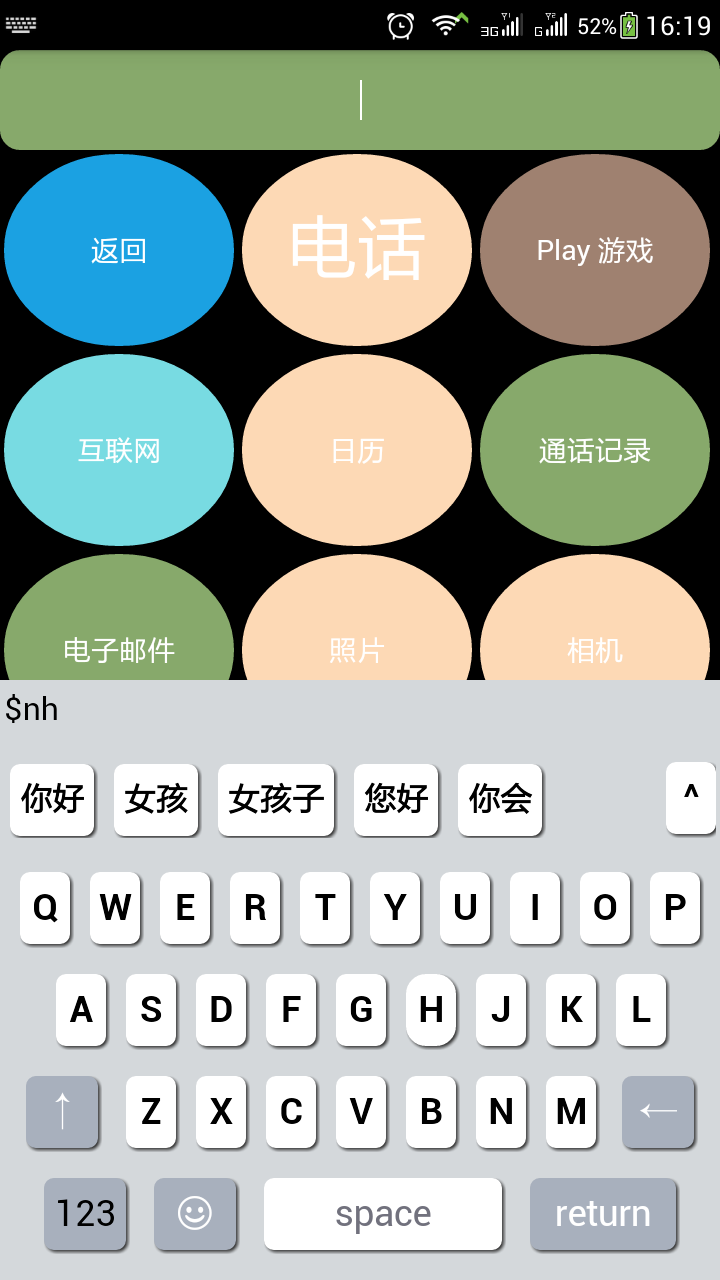 3G G 52% 16:19
返回 电话 Play 游戏
互联网 日历 通话记录
电子邮件 照片 相机
$nh
你好 女孩 女孩子 您好 你会 ^
Q W E R T Y U I O P
A S D F G H J K L
↑ Z X C V B N M ←
123 space return